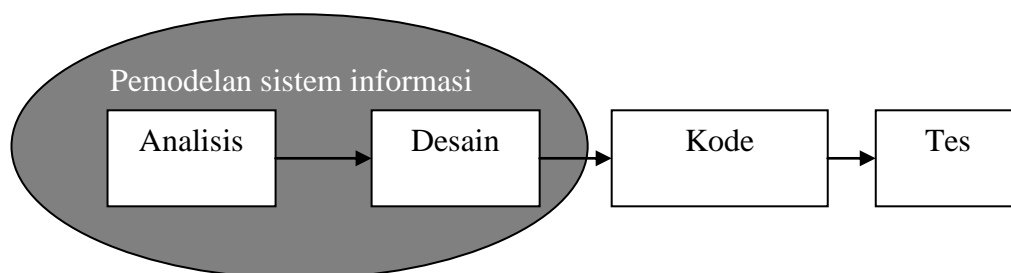 Pemodelan sistem informasi
Analisis
Desain
Kode
Tes